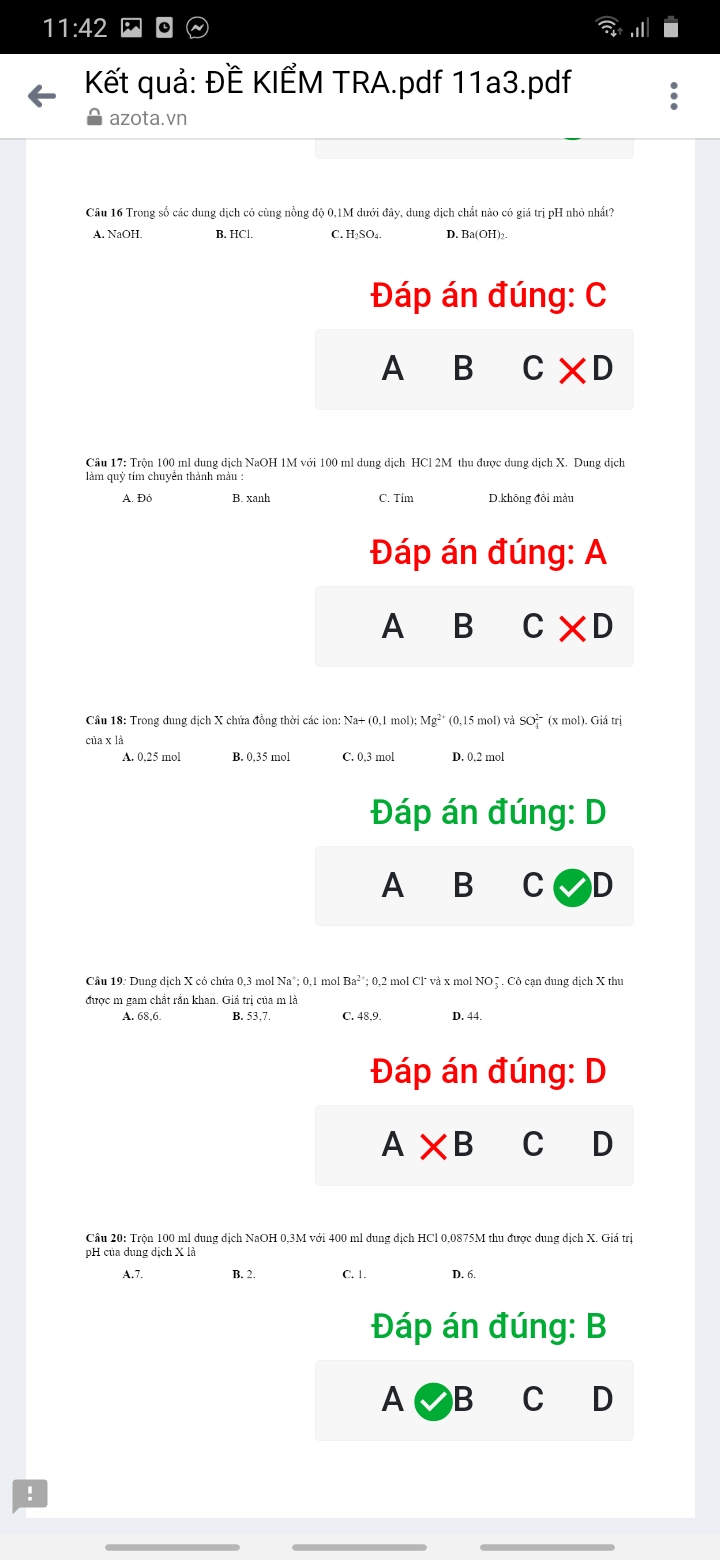 11:42
Kết quả: ĐỀ KIỂM TRA.pdf 11a3.pdf
azota.vn
Câu 16 Trong số các dung dịch có cùng nồng độ 0,1M dưới đây, dung dịch chất nào có giá trị pH nhỏ nhất?
A. NaOH. B. HCl. C. H₂SO₄. D. Ba(OH)₂.
Đáp án đúng: C
A B C D
Câu 17: Trộn 100 ml dung dịch NaOH 1M với 100 ml dung dịch HCl 2M thu được dung dịch X. Dung dịch
làm quỳ tím chuyển thành màu :
A. Đỏ B. xanh C. Tím D.không đổi màu
Đáp án đúng: A
A B C D
Câu 18: Trong dung dịch X chứa đồng thời các ion: Na+ (0,1 mol); Mg²⁺ (0,15 mol) và SO₄²⁻ (x mol). Giá trị
của x là
A. 0,25 mol B. 0,35 mol C. 0,3 mol D. 0,2 mol
Đáp án đúng: D
A B C D
Câu 19: Dung dịch X có chứa 0,3 mol Na⁺; 0,1 mol Ba²⁺; 0,2 mol Cl⁻ và x mol NO₃⁻. Cô cạn dung dịch X thu
được m gam chất rắn khan. Giá trị của m là
A. 68,6. B. 53,7. C. 48,9. D. 44.
Đáp án đúng: D
A B C D
Câu 20: Trộn 100 ml dung dịch NaOH 0,3M với 400 ml dung dịch HCl 0,0875M thu được dung dịch X. Giá trị
pH của dung dịch X là
A.7. B. 2. C. 1. D. 6.
Đáp án đúng: B
A B C D